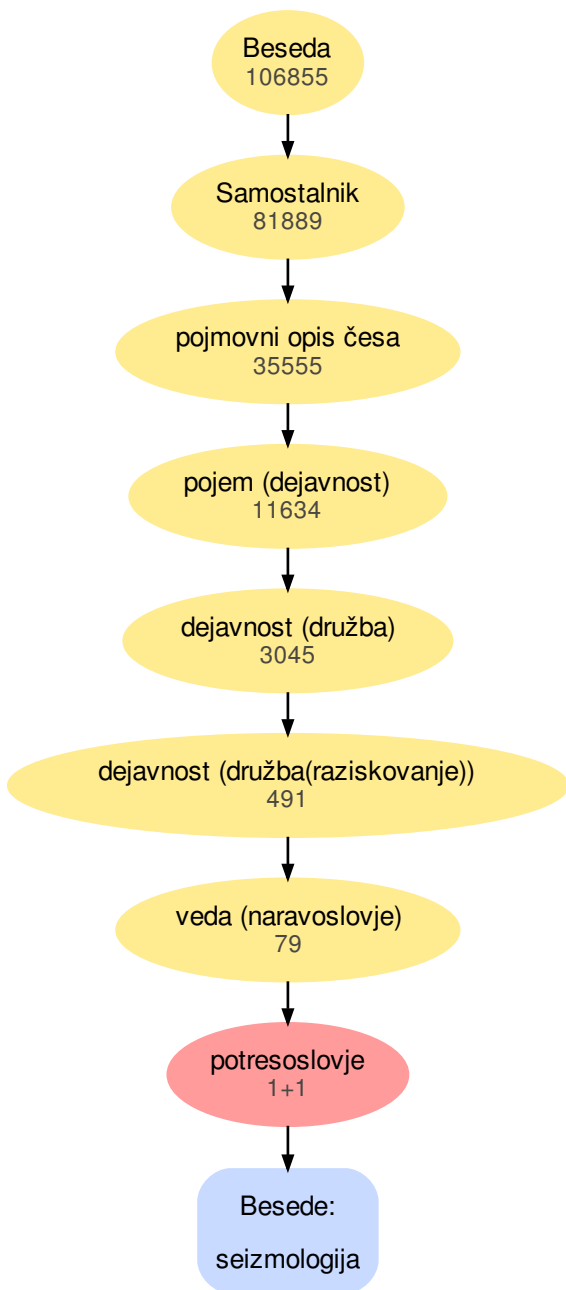 Beseda
106855
Samostalnik
81889
pojmovni opis česa
35555
pojem (dejavnost)
11634
dejavnost (družba)
3045
dejavnost (družba(raziskovanje))
491
veda (naravoslovje)
79
potresoslovje
1+1
Besede:
seizmologija